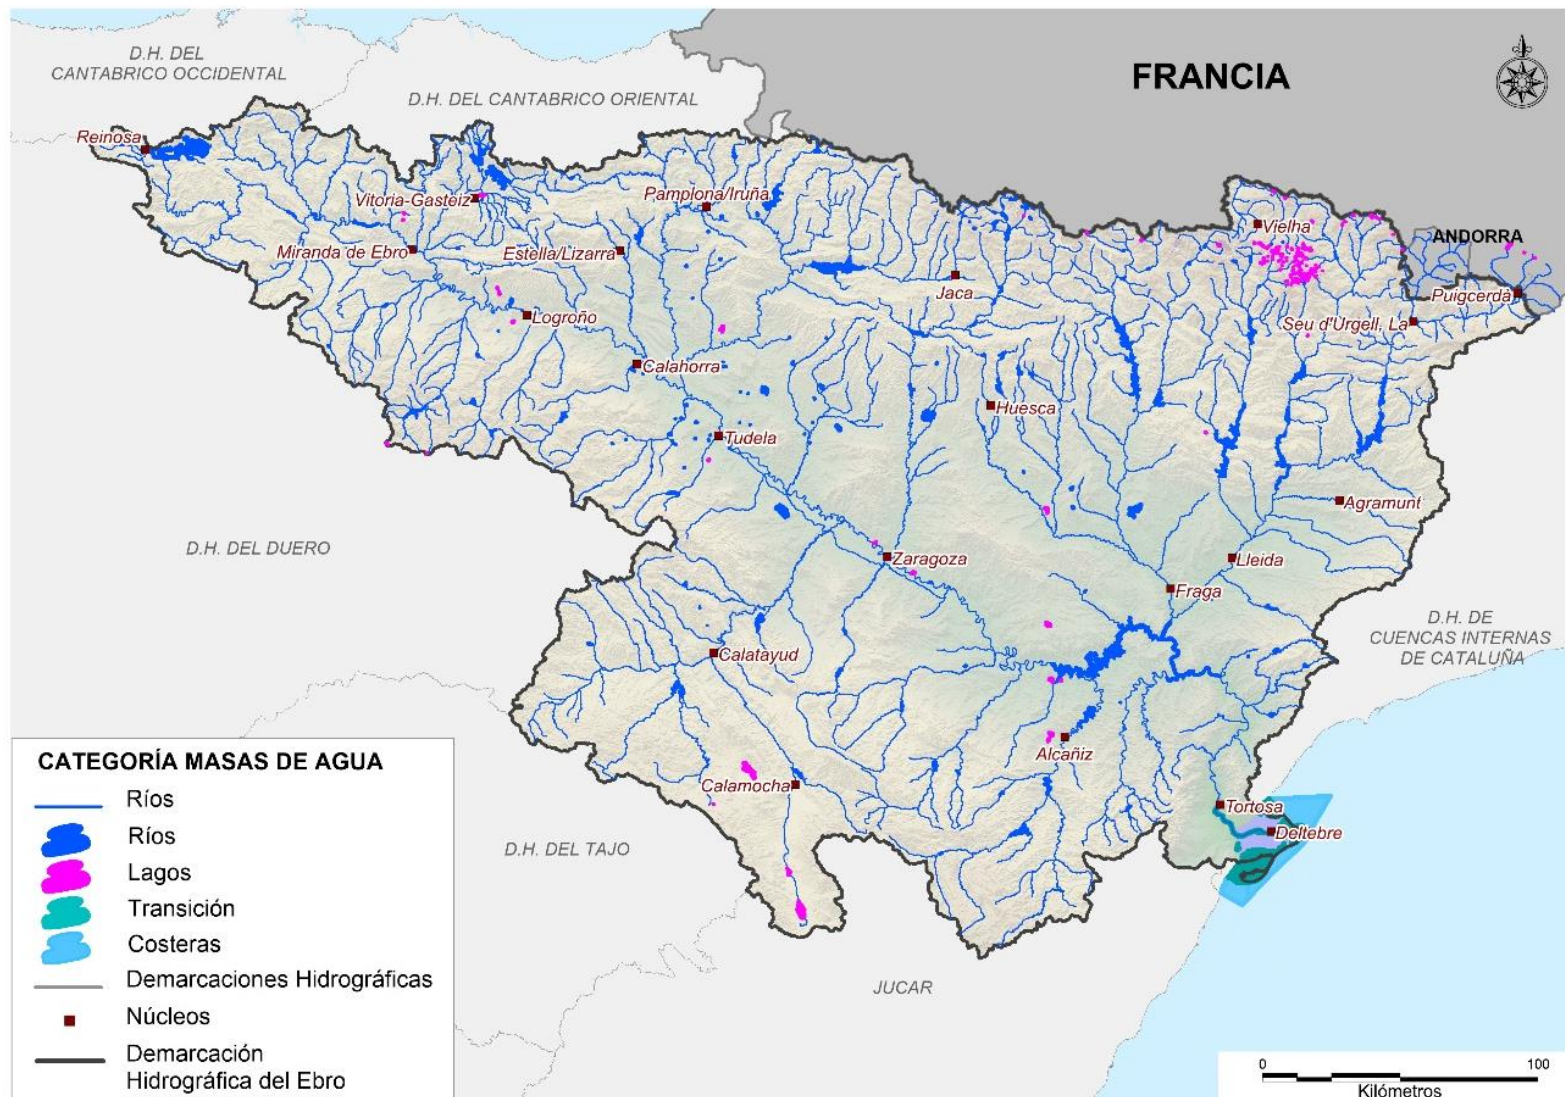 D.H. DEL
CANTABRICO OCCIDENTAL
D.H. DEL CANTABRICO ORIENTAL
FRANCIA
Reinosa
Vitoria-Gasteiz
Pamplona/Iruña
Vielha
ANDORRA
Miranda de Ebro
Estella/Lizarra
Jaca
Puigcerdà
Logroño
Seu d'Urgell, La
Calahorra
Huesca
Tudela
Agramunt
D.H. DEL DUERO
Zaragoza
Lleida
Fraga
D.H. DE
CUENCAS INTERNAS
DE CATALUÑA
Calatayud
Alcañiz
Calamocha
Tortosa
Deltebre
D.H. DEL TAJO
JUCAR
CATEGORÍA MASAS DE AGUA
Ríos
Ríos
Lagos
Transición
Costeras
Demarcaciones Hidrográficas
Núcleos
Demarcación
Hidrográfica del Ebro
0 100
Kilómetros